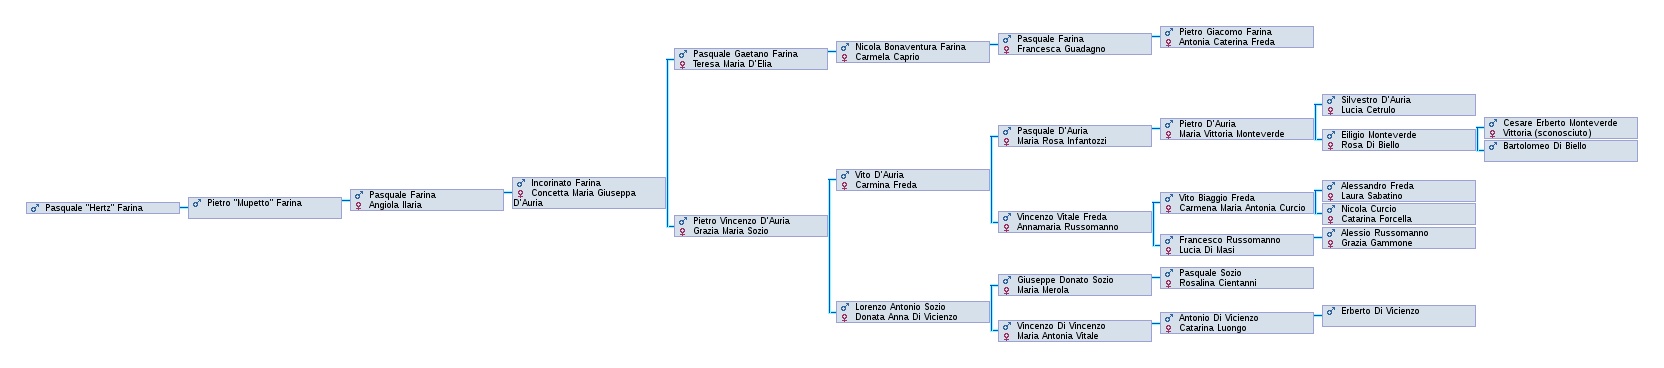 Pasquale "Hertz" Farina
Pietro "Mupetto" Farina
Pasquale Farina
Angiola Ilaria
Incorinato Farina
Concetta Maria Giuseppa
D'Auria
Pasquale Gaetano Farina
Teresa Maria D'Elia
Pietro Vincenzo D'Auria
Grazia Maria Sozio
Nicola Bonaventura Farina
Carmela Caprio
Vito D'Auria
Carmina Freda
Lorenzo Antonio Sozio
Donata Anna Di Vicienzo
Pasquale Farina
Francesca Guadagno
Pasquale D'Auria
Maria Rosa Infantozzi
Vincenzo Vitale Freda
Annamaria Russomanno
Giuseppe Donato Sozio
Maria Merola
Vincenzo Di Vincenzo
Maria Antonia Vitale
Pietro Giacomo Farina
Antonia Caterina Freda
Pietro D'Auria
Maria Vittoria Monteverde
Vito Biaggio Freda
Carmena Maria Antonia Curcio
Francesco Russomanno
Lucia Di Masi
Pasquale Sozio
Rosalina Cientanni
Antonio Di Vicienzo
Catarina Luongo
Silvestro D'Auria
Lucia Cetrulo
Eiligio Monteverde
Rosa Di Biello
Alessandro Freda
Laura Sabatino
Nicola Curcio
Catarina Forcella
Alessio Russomanno
Grazia Gammone
Erberto Di Vicienzo
Cesare Erberto Monteverde
Vittoria (sconosciuto)
Bartolomeo Di Biello